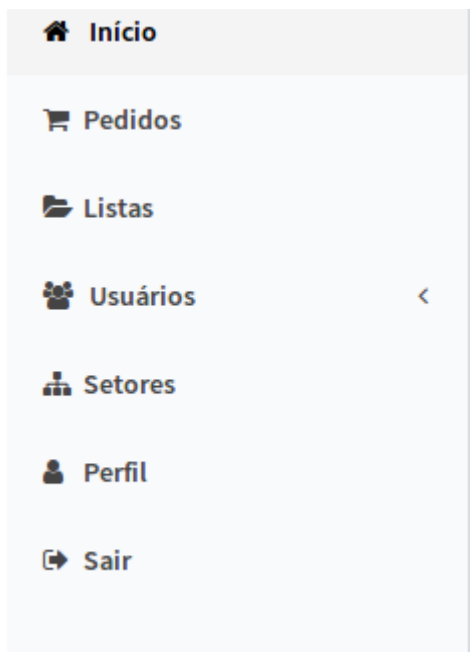 Início
Pedidos
Listas
Usuários
Setores
Perfil
Sair